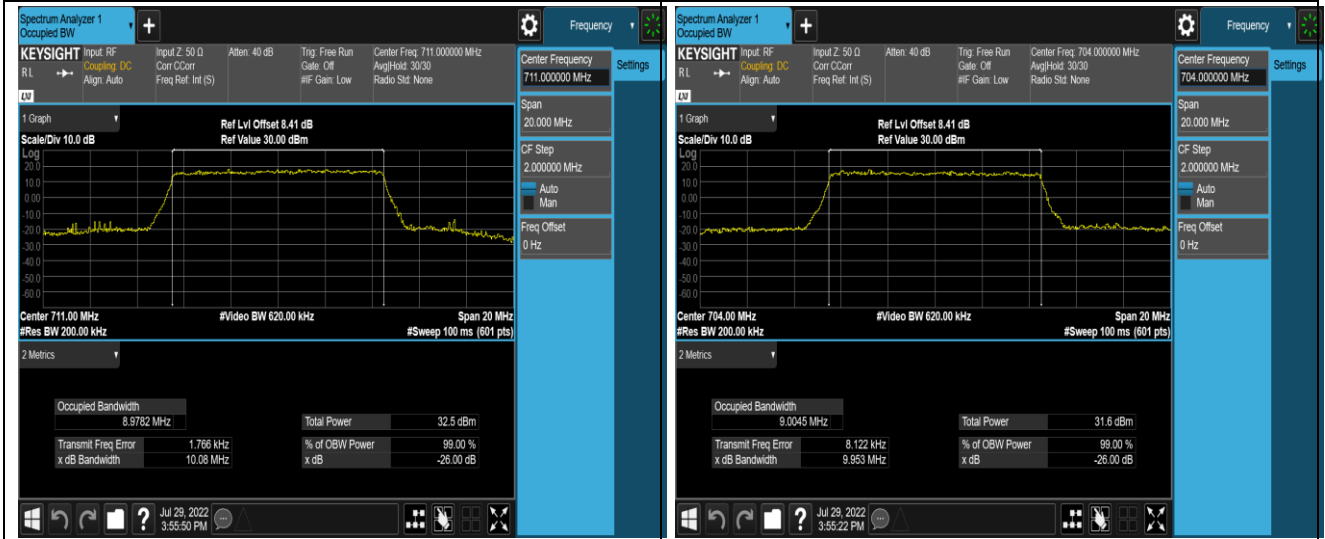 Spectrum Analyzer 1
Occupied BW
+
Frequency
KEYSIGHT
R L
LXI
Input: RF
Coupling: DC
Align: Auto
Input Z: 50 Ω
Corr CCorr
Freq Ref: Int (S)
Atten: 40 dB
Trig: Free Run
Gate: Off
#IF Gain: Low
Center Freq: 711.000000 MHz
Avg|Hold: 30/30
Radio Std: None
Center Frequency
711.000000 MHz
Settings
Span
20.000 MHz
CF Step
2.000000 MHz
Auto
Man
Freq Offset
0 Hz
1 Graph
Scale/Div 10.0 dB
Ref Lvl Offset 8.41 dB
Ref Value 30.00 dBm
Log
20.0
10.0
0.00
-10.0
-20.0
-30.0
-40.0
-50.0
-60.0
Center 711.00 MHz
#Video BW 620.00 kHz
Span 20 MHz
#Res BW 200.00 kHz
#Sweep 100 ms (601 pts)
2 Metrics
Occupied Bandwidth
8.9782 MHz
Total Power 32.5 dBm
Transmit Freq Error 1.766 kHz
% of OBW Power 99.00 %
x dB Bandwidth 10.08 MHz
x dB -26.00 dB
?
Jul 29, 2022
3:55:50 PM
Spectrum Analyzer 1
Occupied BW
+
Frequency
KEYSIGHT
R L
LXI
Input: RF
Coupling: DC
Align: Auto
Input Z: 50 Ω
Corr CCorr
Freq Ref: Int (S)
Atten: 40 dB
Trig: Free Run
Gate: Off
#IF Gain: Low
Center Freq: 704.000000 MHz
Avg|Hold: 30/30
Radio Std: None
Center Frequency
704.000000 MHz
Settings
Span
20.000 MHz
CF Step
2.000000 MHz
Auto
Man
Freq Offset
0 Hz
1 Graph
Scale/Div 10.0 dB
Ref Lvl Offset 8.41 dB
Ref Value 30.00 dBm
Log
20.0
10.0
0.00
-10.0
-20.0
-30.0
-40.0
-50.0
-60.0
Center 704.00 MHz
#Video BW 620.00 kHz
Span 20 MHz
#Res BW 200.00 kHz
#Sweep 100 ms (601 pts)
2 Metrics
Occupied Bandwidth
9.0045 MHz
Total Power 31.6 dBm
Transmit Freq Error 8.122 kHz
% of OBW Power 99.00 %
x dB Bandwidth 9.953 MHz
x dB -26.00 dB
?
Jul 29, 2022
3:55:22 PM